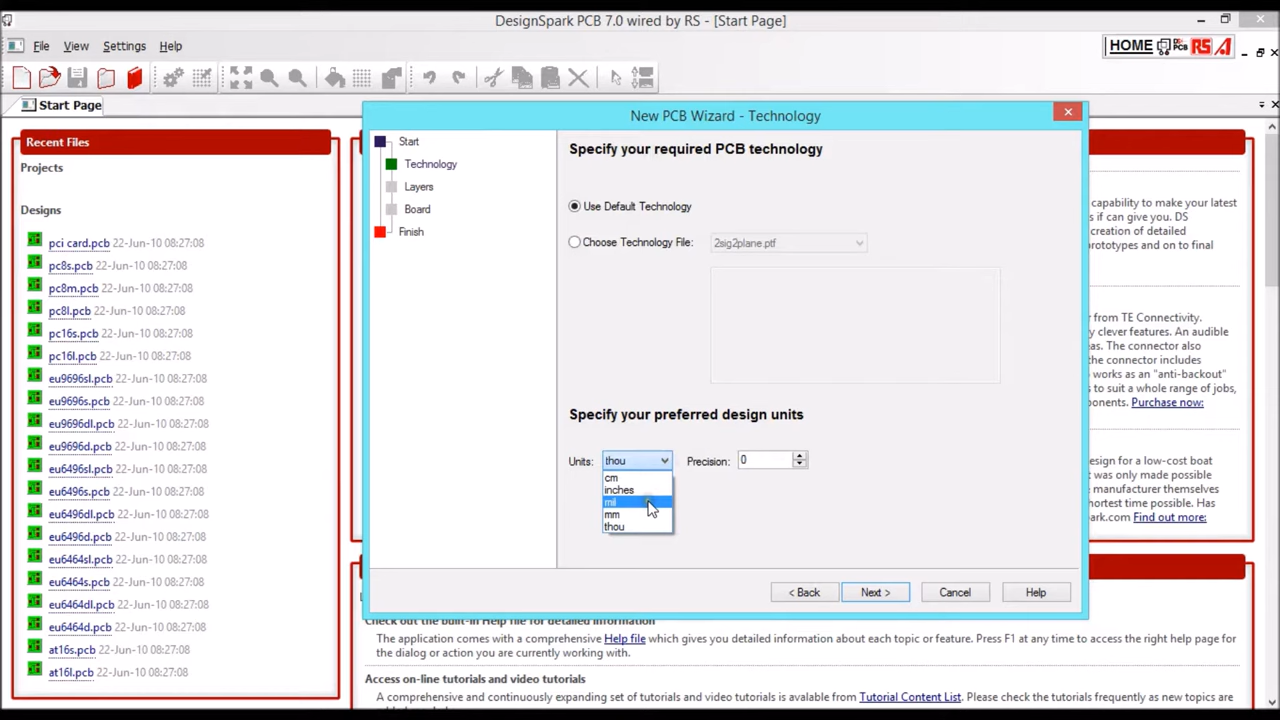 DesignSpark PCB 7.0 wired by RS - [Start Page]
File View Settings Help
HOME PCB RS
Start Page
Recent Files
Projects
Designs
pci card.pcb 22-Jun-10 08:27:08
pc8s.pcb 22-Jun-10 08:27:08
pc8m.pcb 22-Jun-10 08:27:08
pc8l.pcb 22-Jun-10 08:27:08
pc16s.pcb 22-Jun-10 08:27:08
pc16l.pcb 22-Jun-10 08:27:08
eu9696sl.pcb 22-Jun-10 08:27:08
eu9696s.pcb 22-Jun-10 08:27:08
eu9696dl.pcb 22-Jun-10 08:27:08
eu9696d.pcb 22-Jun-10 08:27:08
eu6496sl.pcb 22-Jun-10 08:27:08
eu6496s.pcb 22-Jun-10 08:27:08
eu6496dl.pcb 22-Jun-10 08:27:08
eu6496d.pcb 22-Jun-10 08:27:08
eu6464sl.pcb 22-Jun-10 08:27:08
eu6464s.pcb 22-Jun-10 08:27:08
eu6464dl.pcb 22-Jun-10 08:27:08
eu6464d.pcb 22-Jun-10 08:27:08
at16s.pcb 22-Jun-10 08:27:08
at16l.pcb 22-Jun-10 08:27:08
New PCB Wizard - Technology
Start
Technology
Layers
Board
Finish
Specify your required PCB technology
Use Default Technology
Choose Technology File: 2sig2plane.ptf
Specify your preferred design units
Units: thou Precision: 0
cm
inches
mil
mm
thou
< Back Next > Cancel Help
capability to make your latest
s if can give you. DS
creation of detailed
prototypes and on to final
from TE Connectivity.
y clever features. An audible
eas. The connector also
the connector includes
works as an "anti-backout"
s to suit a whole range of jobs,
ponents. Purchase now:
design for a low-cost boat
t was only made possible
e manufacturer themselves
hortest time possible. Has
park.com Find out more:
Check out the built-in Help file for detailed information
The application comes with a comprehensive Help file which gives you detailed information about each topic or feature. Press F1 at any time to access the right help page for
the dialog or action you are currently working with.
Access on-line tutorials and video tutorials
A comprehensive and continuously expanding set of tutorials and video tutorials is avalable from Tutorial Content List. Please check the tutorials frequently as new topics are